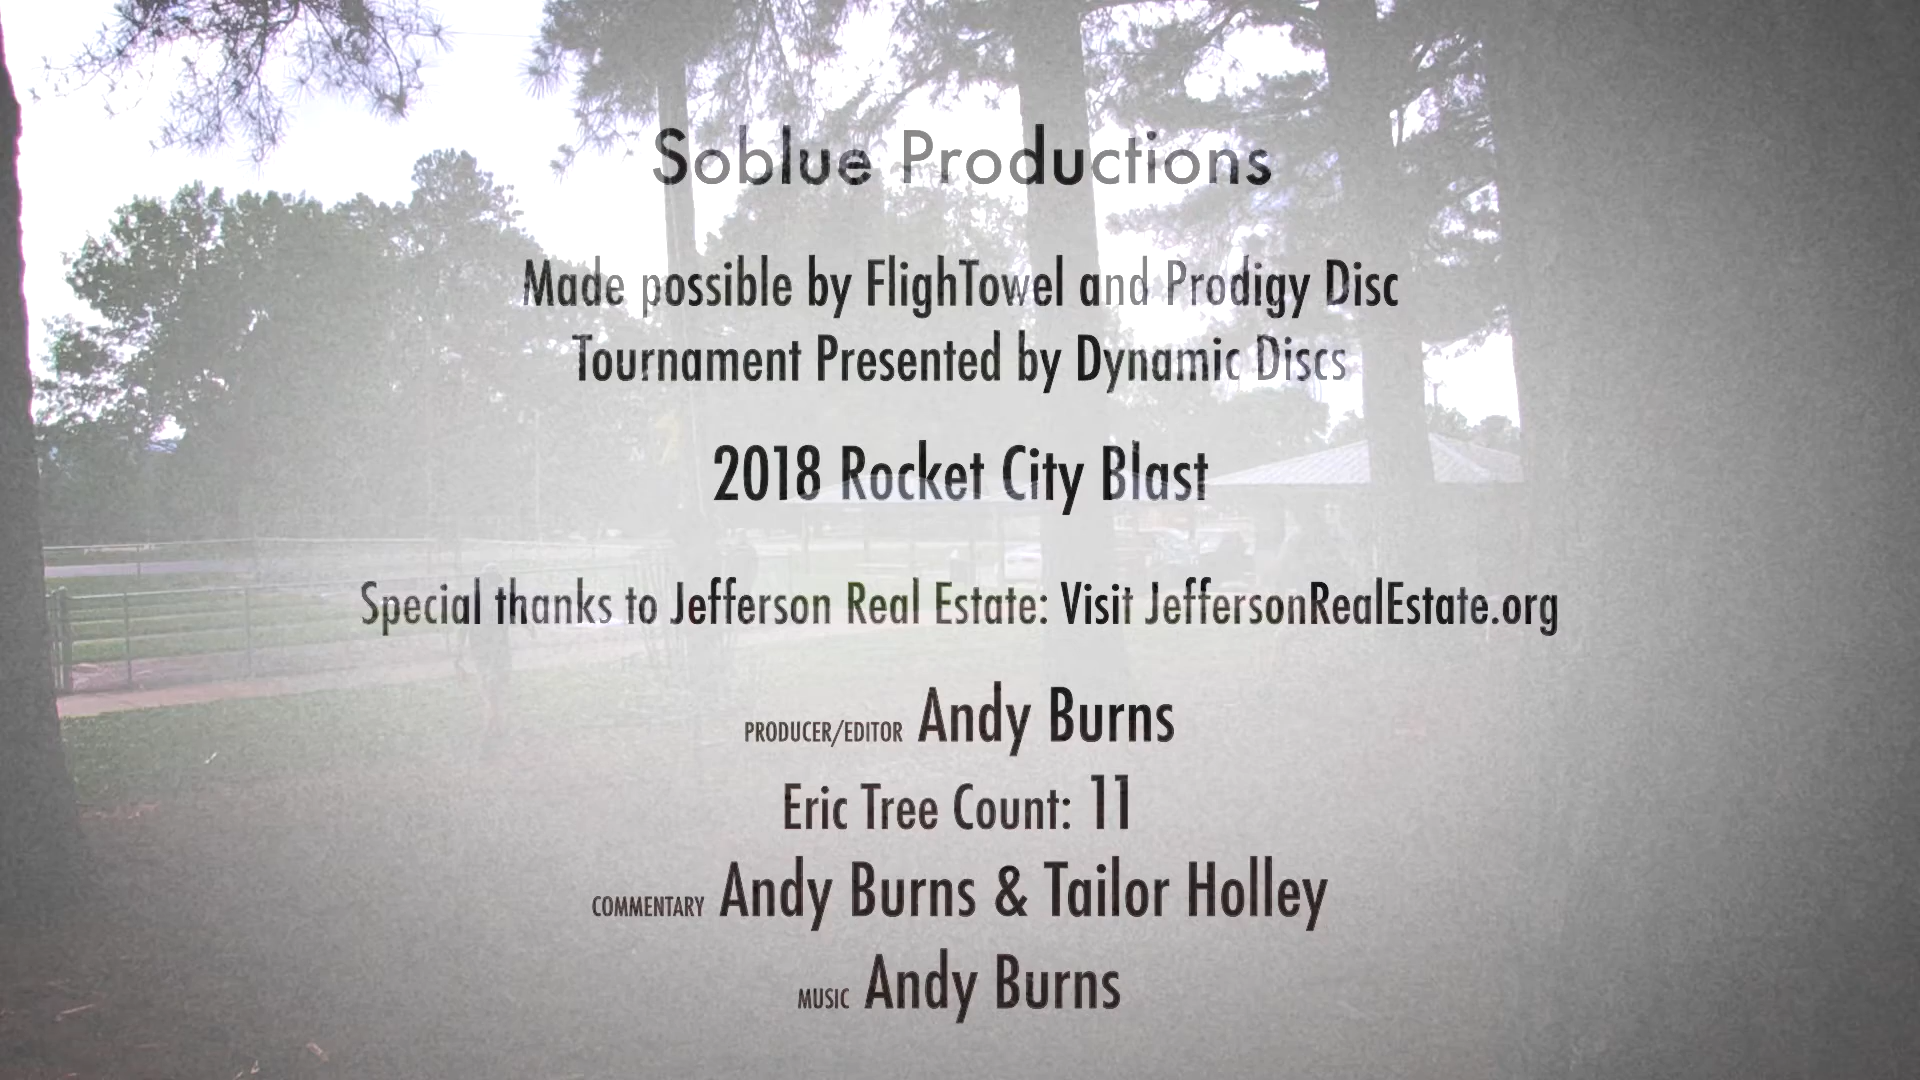 Soblue Productions
Made possible by FlighTowel and Prodigy Disc
Tournament Presented by Dynamic Discs
2018 Rocket City Blast
Special thanks to Jefferson Real Estate: Visit JeffersonRealEstate.org
PRODUCER/EDITOR Andy Burns
Eric Tree Count: 11
COMMENTARY Andy Burns & Tailor Holley
MUSIC Andy Burns